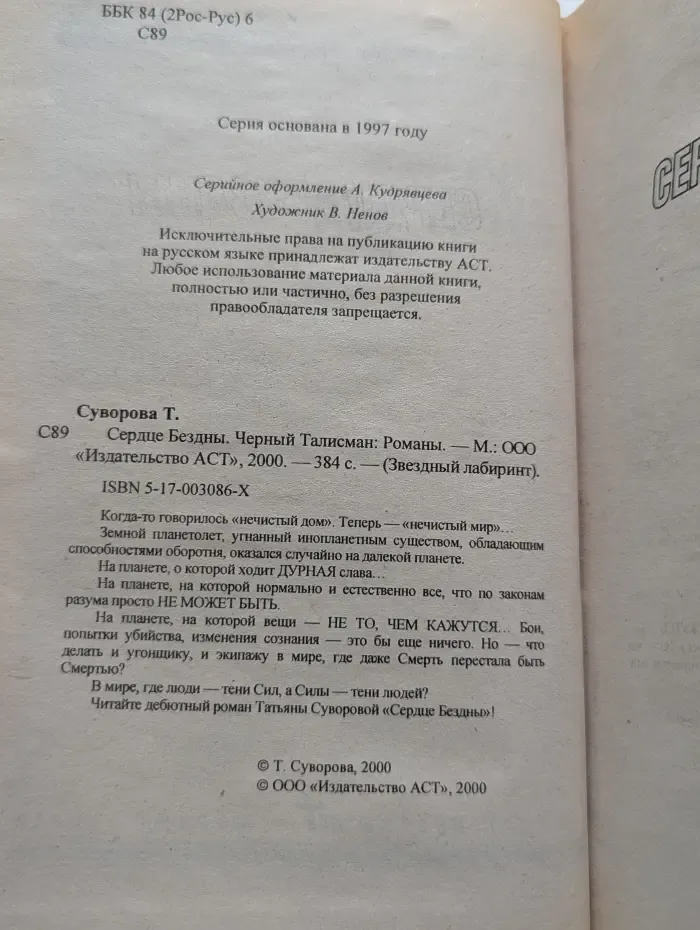 ББК 84 (2Рос-Рус) 6
С89
Серия основана в 1997 году
Серийное оформление А. Кудрявцева
Художник В. Ненов
Исключительные права на публикацию книги
на русском языке принадлежат издательству АСТ.
Любое использование материала данной книги,
полностью или частично, без разрешения
правообладателя запрещается.
Суворова Т.
С89 Сердце Бездны. Черный Талисман: Романы. — М.: ООО
«Издательство АСТ», 2000. — 384 с. — (Звездный лабиринт).
ISBN 5-17-003086-X
Когда-то говорилось «нечистый дом». Теперь — «нечистый мир»...
Земной планетолет, угнанный инопланетным существом, обладающим
способностями оборотня, оказался случайно на далекой планете.
На планете, о которой ходит ДУРНАЯ слава...
На планете, на которой нормально и естественно все, что по законам
разума просто НЕ МОЖЕТ БЫТЬ.
На планете, на которой вещи — НЕ ТО, ЧЕМ КАЖУТСЯ... Бои,
попытки убийства, изменения сознания — это бы еще ничего. Но — что
делать и угонщику, и экипажу в мире, где даже Смерть перестала быть
Смертью?
В мире, где люди — тени Сил, а Силы — тени людей?
Читайте дебютный роман Татьяны Суворовой «Сердце Бездны»!
© Т. Суворова, 2000
© ООО «Издательство АСТ», 2000
СЕР